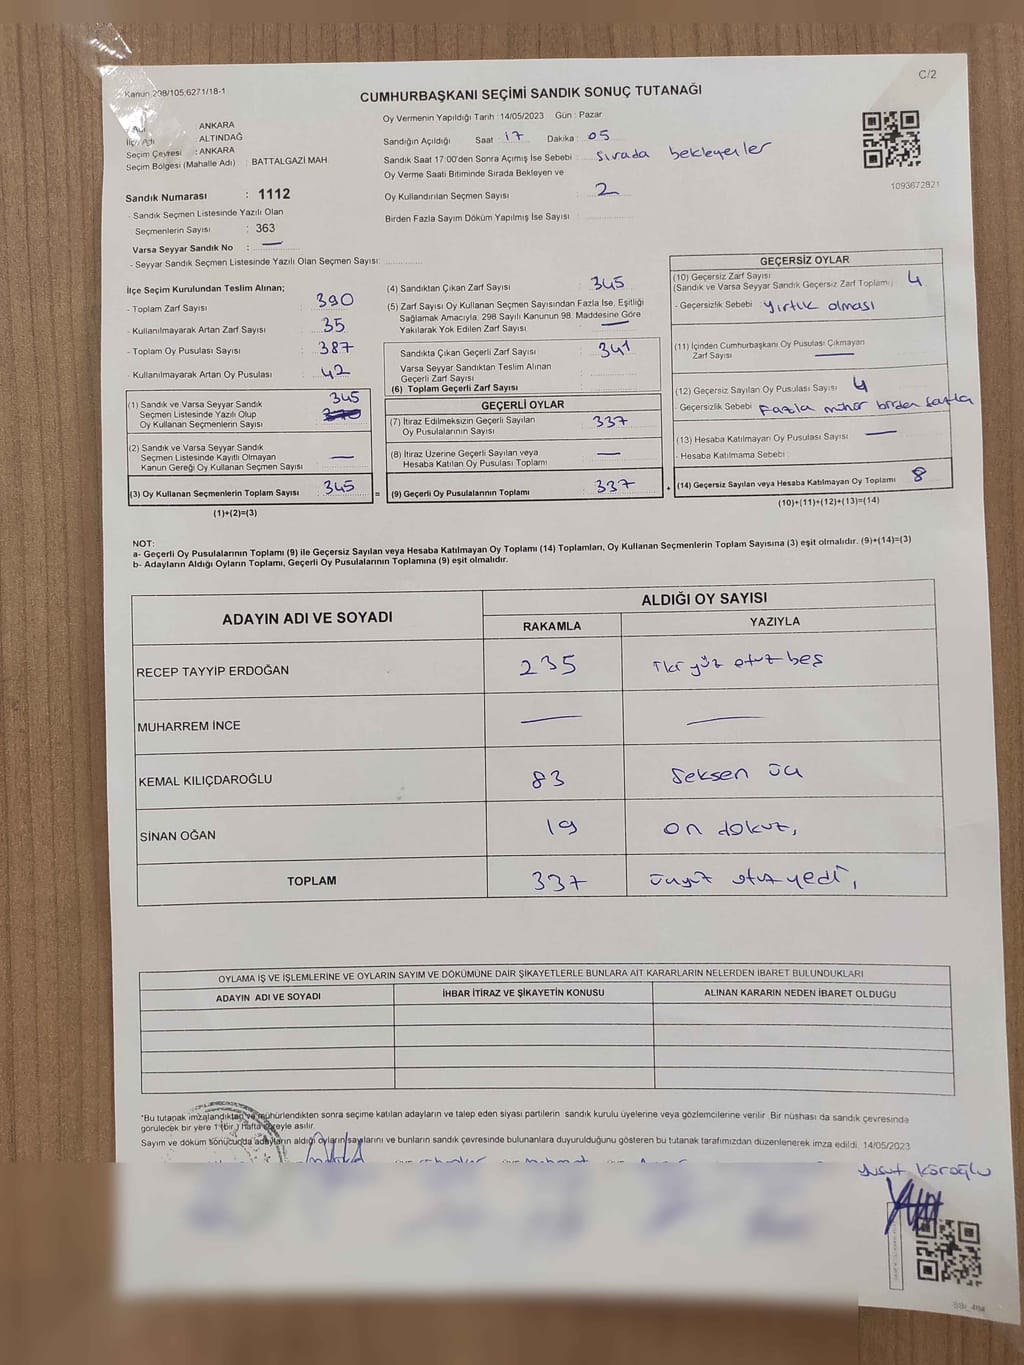 C/2
Kanun 298/105;6271/18-1
CUMHURBAŞKANI SEÇİMİ SANDIK SONUÇ TUTANAĞI
ANKARA
İlçe Adı : ALTINDAĞ
Seçim Çevresi : ANKARA
Seçim Bölgesi (Mahalle Adı) : BATTALGAZİ MAH
Sandık Numarası : 1112
- Sandık Seçmen Listesinde Yazılı Olan
Seçmenlerin Sayısı : 363
Varsa Seyyar Sandık No : —
- Seyyar Sandık Seçmen Listesinde Yazılı Olan Seçmen Sayısı:
Oy Vermenin Yapıldığı Tarih : 14/05/2023 Gün : Pazar
Sandığın Açıldığı Saat : 17 Dakika : 05
Sandık Saat 17:00'den Sonra Açımış İse Sebebi : Sırada bekleyenler
Oy Verme Saati Bitiminde Sırada Bekleyen ve
Oy Kullandırılan Seçmen Sayısı 2
Birden Fazla Sayım Döküm Yapılmış İse Sayısı :
1093672821
İlçe Seçim Kurulundan Teslim Alınan;
- Toplam Zarf Sayısı : 390
- Kullanılmayarak Artan Zarf Sayısı : 35
- Toplam Oy Pusulası Sayısı : 387
- Kullanılmayarak Artan Oy Pusulası : 42
(1) Sandık ve Varsa Seyyar Sandık 345
Seçmen Listesinde Yazılı Olup
Oy Kullanan Seçmenlerin Sayısı
(2) Sandık ve Varsa Seyyar Sandık
Seçmen Listesinde Kayıtlı Olmayan —
Kanun Gereği Oy Kullanan Seçmen Sayısı
(3) Oy Kullanan Seçmenlerin Toplam Sayısı 345 =
(1)+(2)=(3)
(4) Sandıktan Çıkan Zarf Sayısı 345
(5) Zarf Sayısı Oy Kullanan Seçmen Sayısından Fazla İse, Eşitliği
Sağlamak Amacıyla, 298 Sayılı Kanunun 98. Maddesine Göre
Yakılarak Yok Edilen Zarf Sayısı —
Sandıkta Çıkan Geçerli Zarf Sayısı 341
Varsa Seyyar Sandıktan Teslim Alınan
Geçerli Zarf Sayısı
(6) Toplam Geçerli Zarf Sayısı
GEÇERLİ OYLAR
(7) İtiraz Edilmeksizin Geçerli Sayılan
Oy Pusulalarının Sayısı 337
(8) İtiraz Üzerine Geçerli Sayılan veya
Hesaba Katılan Oy Pusulası Toplamı —
(9) Geçerli Oy Pusulalarının Toplamı 337 +
GEÇERSİZ OYLAR
(10) Geçersiz Zarf Sayısı 4
(Sandık ve Varsa Seyyar Sandık Geçersiz Zarf Toplamı)
- Geçersizlik Sebebi : yırtık olması
(11) İçinden Cumhurbaşkanı Oy Pusulası Çıkmayan
Zarf Sayısı —
(12) Geçersiz Sayılan Oy Pusulası Sayısı 4
- Geçersizlik Sebebi : Fazla mühür birden fazla
(13) Hesaba Katılmayan Oy Pusulası Sayısı —
- Hesaba Katılmama Sebebi :
(14) Geçersiz Sayılan veya Hesaba Katılmayan Oy Toplamı 8
(10)+(11)+(12)+(13)=(14)
NOT:
a- Geçerli Oy Pusulalarının Toplamı (9) ile Geçersiz Sayılan veya Hesaba Katılmayan Oy Toplamı (14) Toplamları, Oy Kullanan Seçmenlerin Toplam Sayısına (3) eşit olmalıdır. (9)+(14)=(3)
b- Adayların Aldığı Oyların Toplamı, Geçerli Oy Pusulalarının Toplamına (9) eşit olmalıdır.
ADAYIN ADI VE SOYADI
ALDIĞI OY SAYISI
RAKAMLA YAZIYLA
RECEP TAYYİP ERDOĞAN 235 iki yüz otuz beş
MUHARREM İNCE — —
KEMAL KILIÇDAROĞLU 83 Seksen üç
SİNAN OĞAN 19 on dokuz,
TOPLAM 337 üçyüz otuz yedi,
OYLAMA İŞ VE İŞLEMLERİNE VE OYLARIN SAYIM VE DÖKÜMÜNE DAİR ŞİKAYETLERLE BUNLARA AİT KARARLARIN NELERDEN İBARET BULUNDUKLARI
ADAYIN ADI VE SOYADI İHBAR İTİRAZ VE ŞİKAYETİN KONUSU ALINAN KARARIN NEDEN İBARET OLDUĞU
*Bu tutanak imzalandıktan ve mühürlendikten sonra seçime katılan adayların ve talep eden siyasi partilerin sandık kurulu üyelerine veya gözlemcilerine verilir. Bir nüshası da sandık çevresinde
görülecek bir yere 1 (bir) hafta süreyle asılır.
Sayım ve döküm sonucunda adayların aldığı oyların sayılarını ve bunların sandık çevresinde bulunanlara duyurulduğunu gösteren bu tutanak tarafımızdan düzenlenerek imza edildi. 14/05/2023
Yusuf Köroğlu